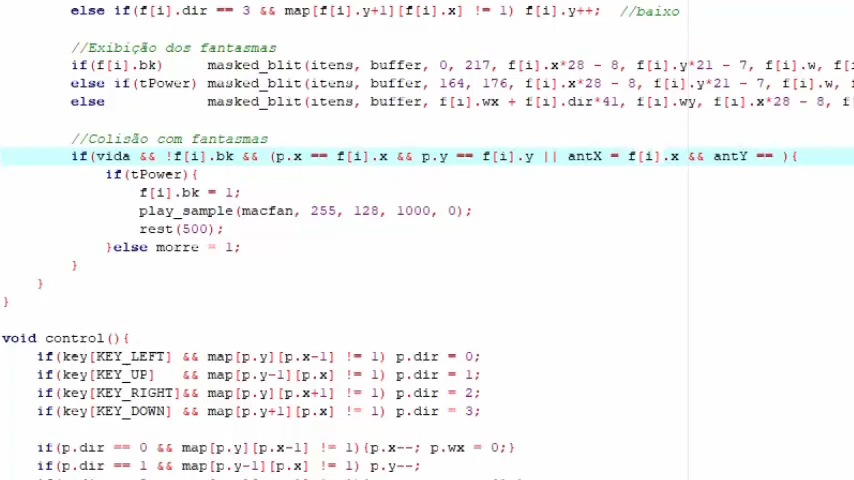 else if(f[i].dir == 3 && map[f[i].y+1][f[i].x] != 1) f[i].y++; //baixo
//Exibição dos fantasmas
if(f[i].bk) masked_blit(itens, buffer, 0, 217, f[i].x*28 - 8, f[i].y*21 - 7, f[i].w, f[i
else if(tPower) masked_blit(itens, buffer, 164, 176, f[i].x*28 - 8, f[i].y*21 - 7, f[i].w,
else masked_blit(itens, buffer, f[i].wx + f[i].dir*41, f[i].wy, f[i].x*28 - 8, f
//Colisão com fantasmas
if(vida && !f[i].bk && (p.x == f[i].x && p.y == f[i].y || antX = f[i].x && antY == ){
if(tPower){
f[i].bk = 1;
play_sample(macfan, 255, 128, 1000, 0);
rest(500);
}else morre = 1;
}
}
}
void control(){
if(key[KEY_LEFT] && map[p.y][p.x-1] != 1) p.dir = 0;
if(key[KEY_UP] && map[p.y-1][p.x] != 1) p.dir = 1;
if(key[KEY_RIGHT]&& map[p.y][p.x+1] != 1) p.dir = 2;
if(key[KEY_DOWN] && map[p.y+1][p.x] != 1) p.dir = 3;
if(p.dir == 0 && map[p.y][p.x-1] != 1){p.x--; p.wx = 0;}
if(p.dir == 1 && map[p.y-1][p.x] != 1) p.y--;